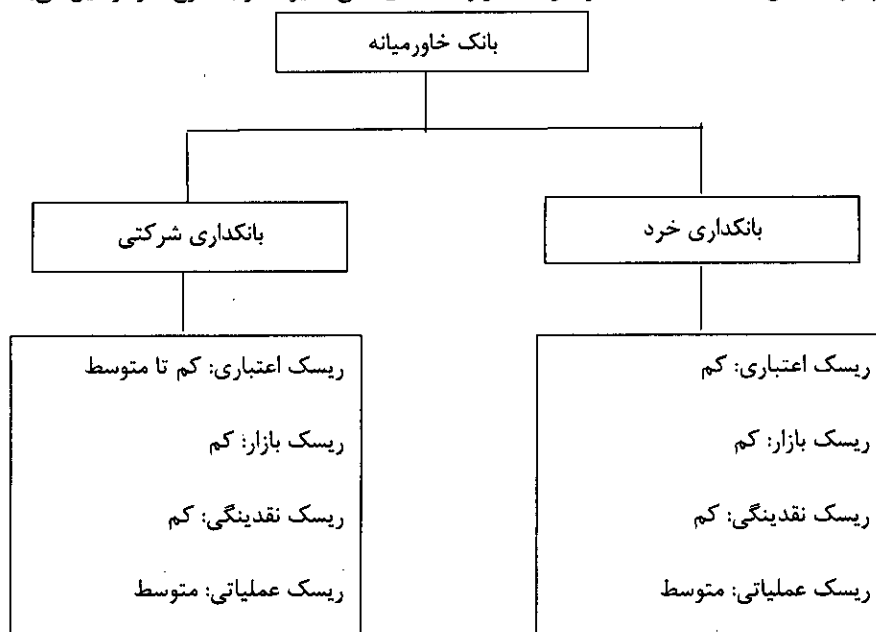 بانک خاورمیانه
بانکداری خرد
بانکداری شرکتی
ریسک اعتباری: کم
ریسک بازار: کم
ریسک نقدینگی: کم
ریسک عملیاتی: متوسط
ریسک اعتباری: کم تا متوسط
ریسک بازار: کم
ریسک نقدینگی: کم
ریسک عملیاتی: متوسط